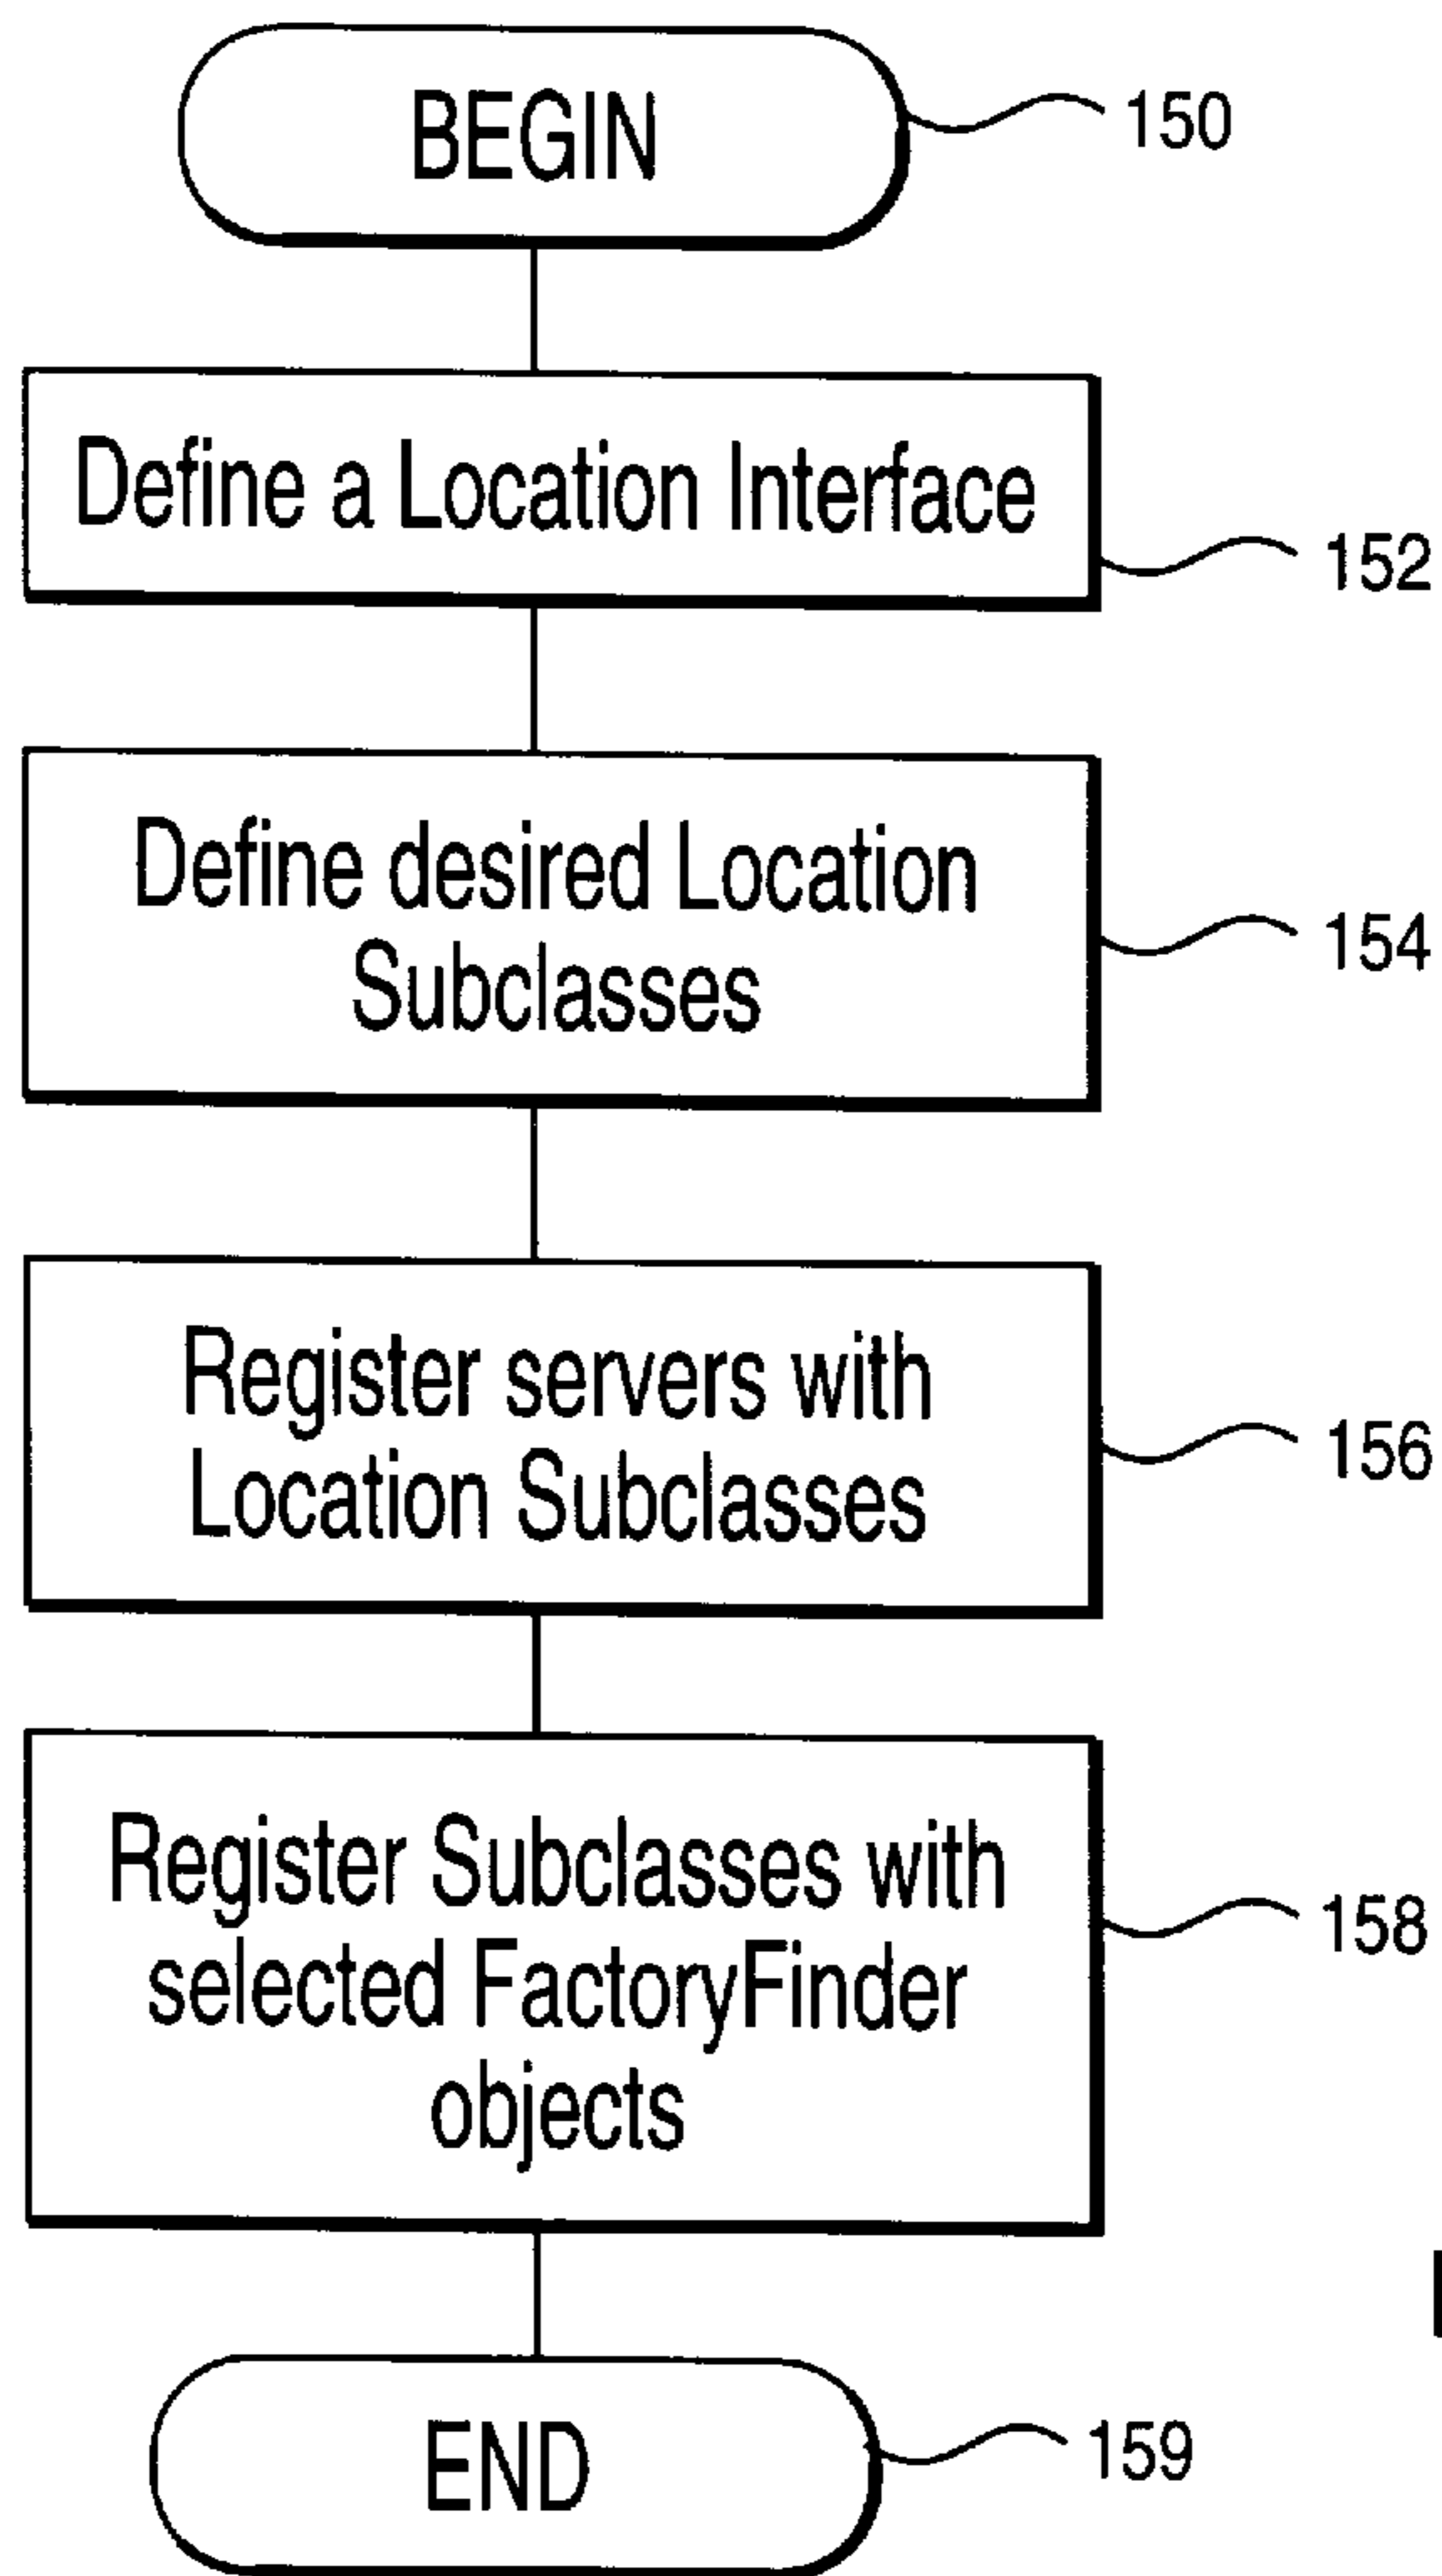 BEGIN
150
Define a Location Interface
152
Define desired Location
Subclasses
154
Register servers with
Location Subclasses
156
Register Subclasses with
selected FactoryFinder
objects
158
END
159